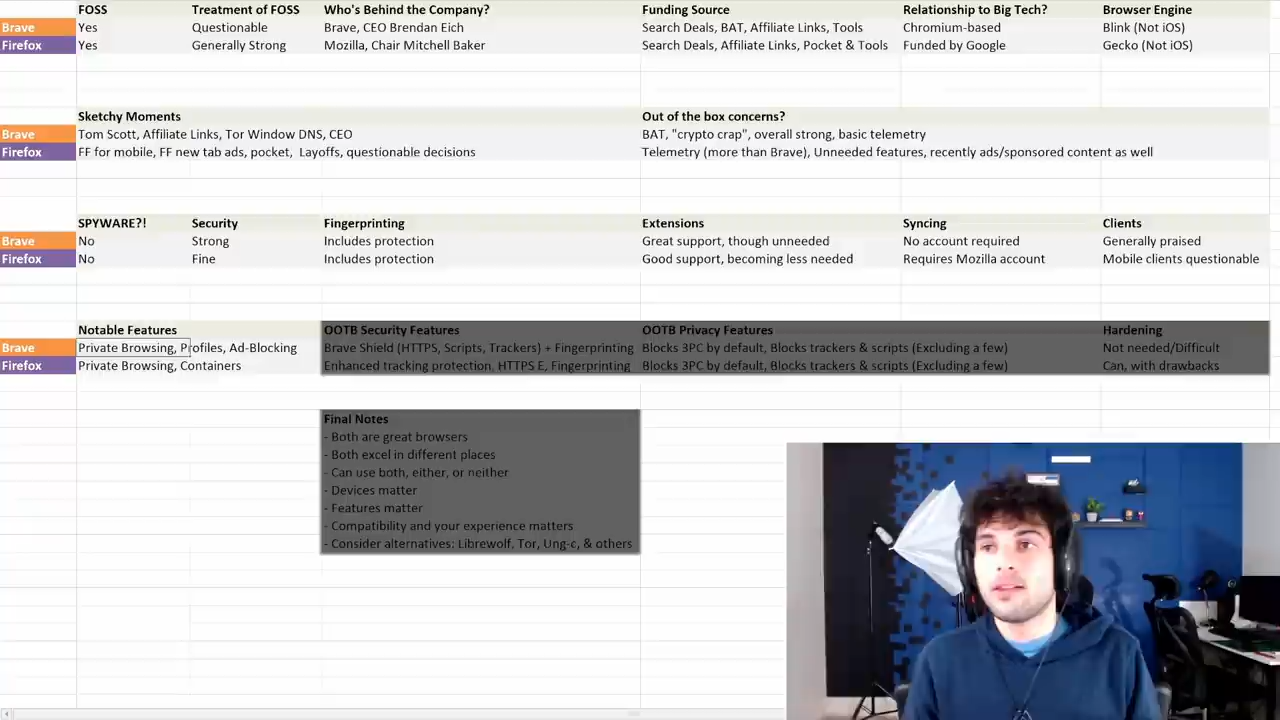 FOSS Treatment of FOSS Who's Behind the Company? Funding Source Relationship to Big Tech? Browser Engine
Brave Yes Questionable Brave, CEO Brendan Eich Search Deals, BAT, Affiliate Links, Tools Chromium-based Blink (Not iOS)
Firefox Yes Generally Strong Mozilla, Chair Mitchell Baker Search Deals, Affiliate Links, Pocket & Tools Funded by Google Gecko (Not iOS)
Sketchy Moments Out of the box concerns?
Brave Tom Scott, Affiliate Links, Tor Window DNS, CEO BAT, "crypto crap", overall strong, basic telemetry
Firefox FF for mobile, FF new tab ads, pocket, Layoffs, questionable decisions Telemetry (more than Brave), Unneeded features, recently ads/sponsored content as well
SPYWARE?! Security Fingerprinting Extensions Syncing Clients
Brave No Strong Includes protection Great support, though unneeded No account required Generally praised
Firefox No Fine Includes protection Good support, becoming less needed Requires Mozilla account Mobile clients questionable
Notable Features OOTB Security Features OOTB Privacy Features Hardening
Brave Private Browsing, Profiles, Ad-Blocking Brave Shield (HTTPS, Scripts, Trackers) + Fingerprinting Blocks 3PC by default, Blocks trackers & scripts (Excluding a few) Not needed/Difficult
Firefox Private Browsing, Containers Enhanced tracking protection, HTTPS E, Fingerprinting Blocks 3PC by default, Blocks trackers & scripts (Excluding a few) Can, with drawbacks
Final Notes
- Both are great browsers
- Both excel in different places
- Can use both, either, or neither
- Devices matter
- Features matter
- Compatibility and your experience matters
- Consider alternatives: Librewolf, Tor, Ung-c, & others